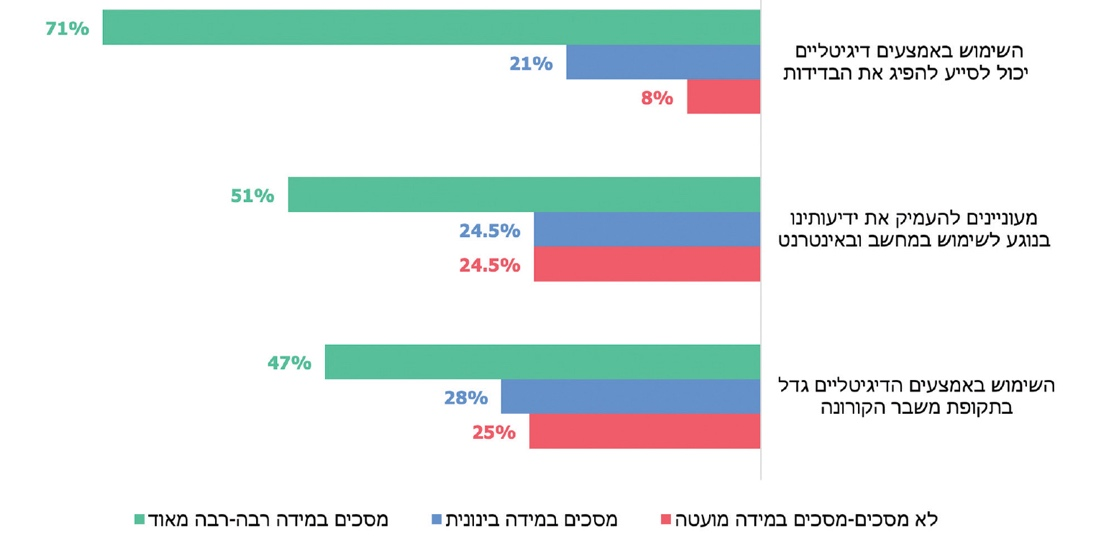 השימוש באמצעים דיגיטליים
יכול לסייע להפיג את הבדידות
71%
21%
8%
מעוניינים להעמיק את ידיעותינו
בנוגע לשימוש במחשב ובאינטרנט
51%
24.5%
24.5%
השימוש באמצעים הדיגיטליים גדל
בתקופת משבר הקורונה
47%
28%
25%
לא מסכים-מסכים במידה מועטה
מסכים במידה בינונית
מסכים במידה רבה-רבה מאוד